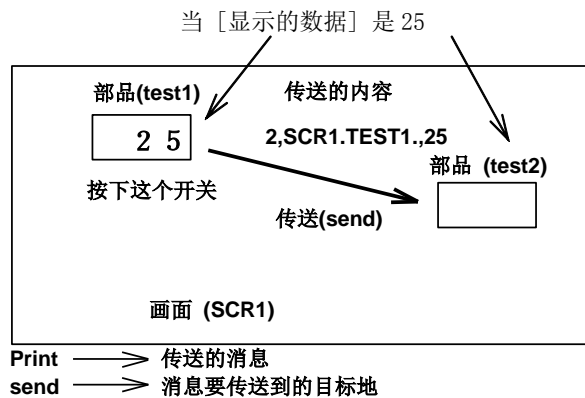 当［显示的数据］是 25
部品(test1)
传送的内容
2 5
2,SCR1.TEST1.,25
部品 (test2)
按下这个开关
传送(send)
画面 (SCR1)
Print 传送的消息
send 消息要传送到的目标地